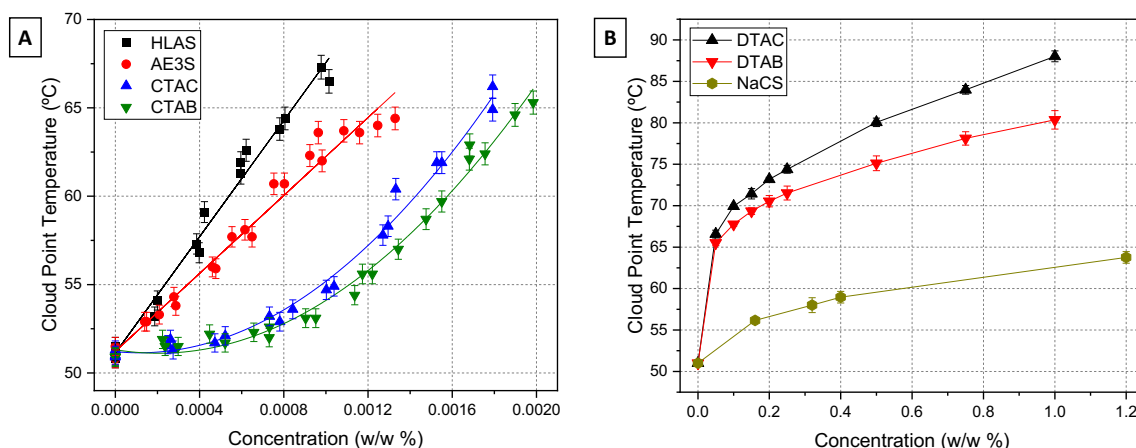 A
HLAS
AE3S
CTAC
CTAB
Cloud Point Temperature (ºC)
70
65
60
55
50
0.0000 0.0004 0.0008 0.0012 0.0016 0.0020
Concentration (w/w %)
B
DTAC
DTAB
NaCS
Cloud Point Temperature (ºC)
90
85
80
75
70
65
60
55
50
0.0 0.2 0.4 0.6 0.8 1.0 1.2
Concentration (w/w %)